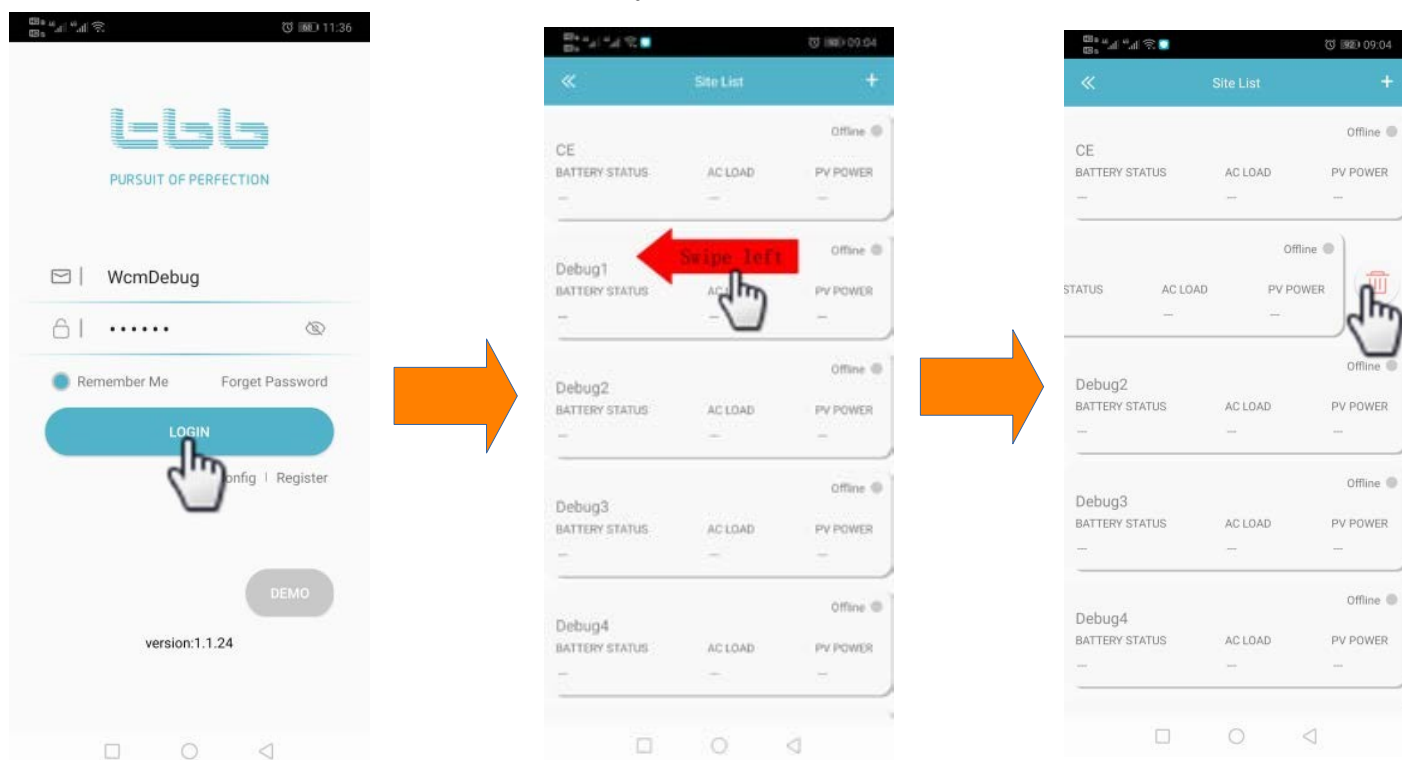 11:36
tbb
PURSUIT OF PERFECTION
WcmDebug
Remember Me Forget Password
LOGIN
onfig | Register
DEMO
version:1.1.24
09:04
Site List +
Offline
CE
BATTERY STATUS AC LOAD PV POWER
--- --- ---
Offline
Swipe left
Debug1
BATTERY STATUS AC PV POWER
--- --- ---
Offline
Debug2
BATTERY STATUS AC LOAD PV POWER
--- --- ---
Offline
Debug3
BATTERY STATUS AC LOAD PV POWER
--- --- ---
Offline
Debug4
BATTERY STATUS AC LOAD PV POWER
--- --- ---
09:04
Site List +
Offline
CE
BATTERY STATUS AC LOAD PV POWER
--- --- ---
Offline
STATUS AC LOAD PV POWER
--- ---
Offline
Debug2
BATTERY STATUS AC LOAD PV POWER
--- --- ---
Offline
Debug3
BATTERY STATUS AC LOAD PV POWER
--- --- ---
Offline
Debug4
BATTERY STATUS AC LOAD PV POWER
--- --- ---